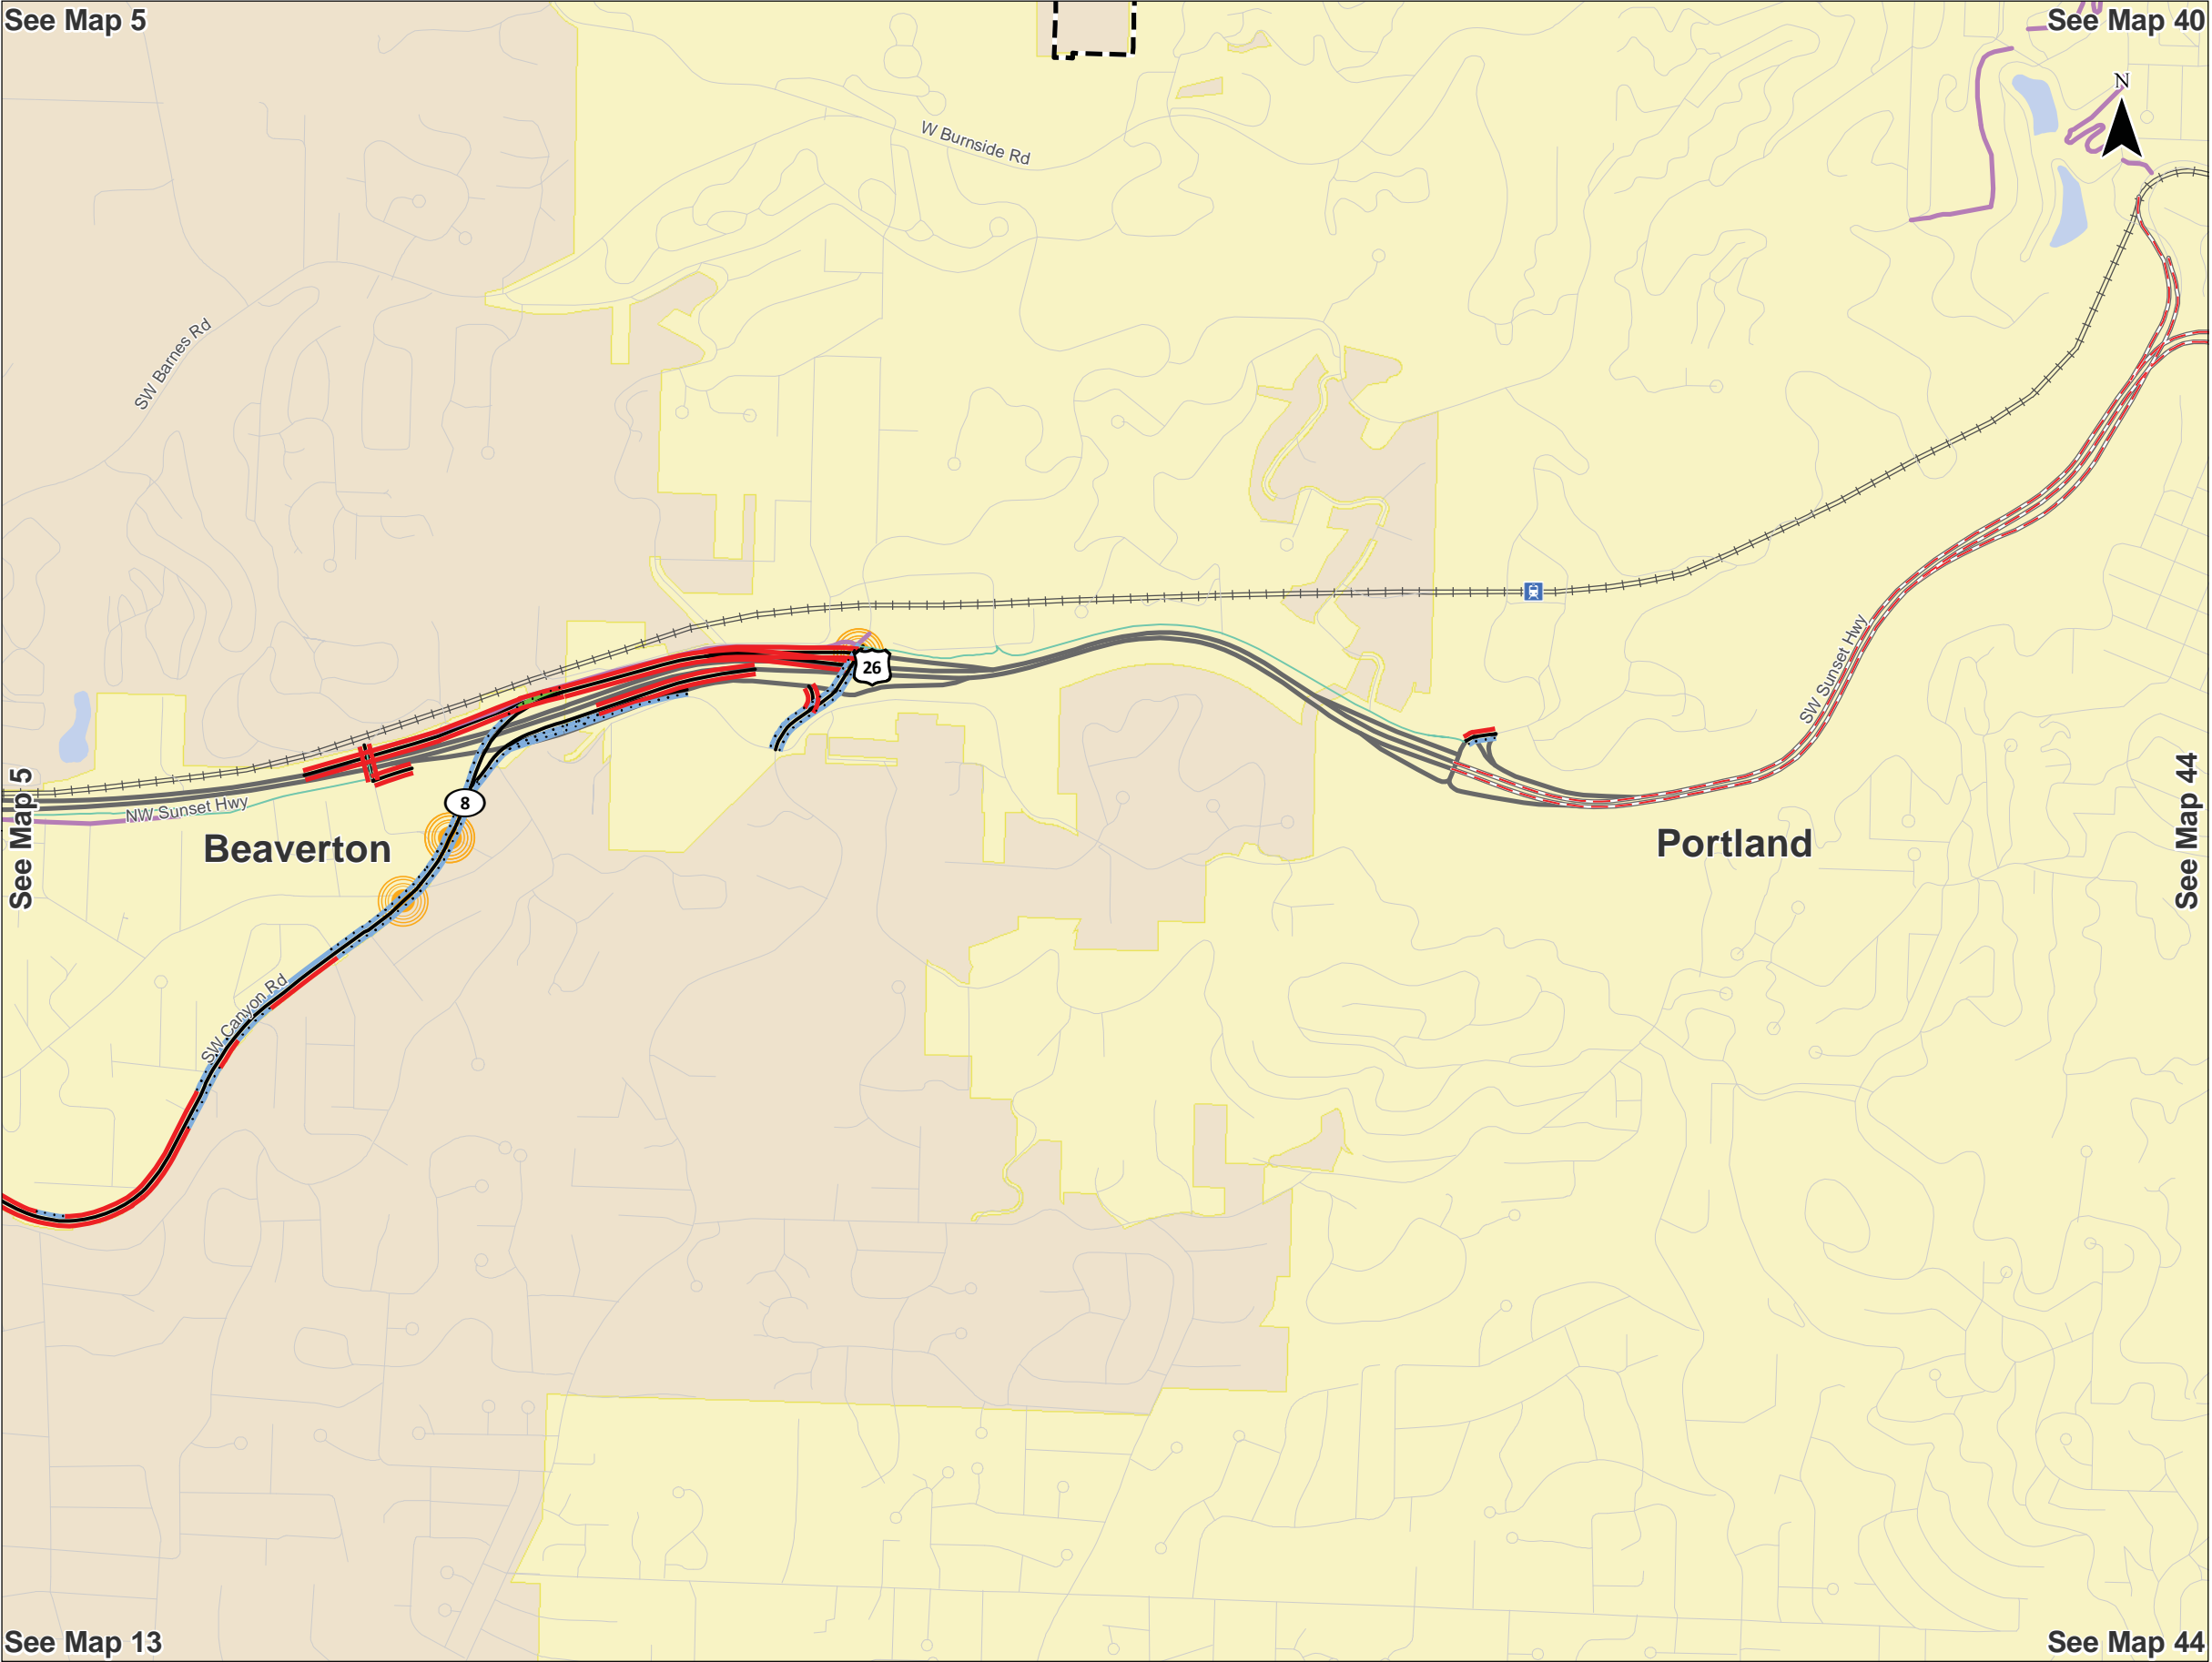 See Map 5
See Map 40
N
W Burnside Rd
SW Barnes Rd
26
SW Sunset Hwy
See Map 5
NW Sunset Hwy
8
Beaverton
Portland
See Map 44
SW Canyon Rd
See Map 13
See Map 44